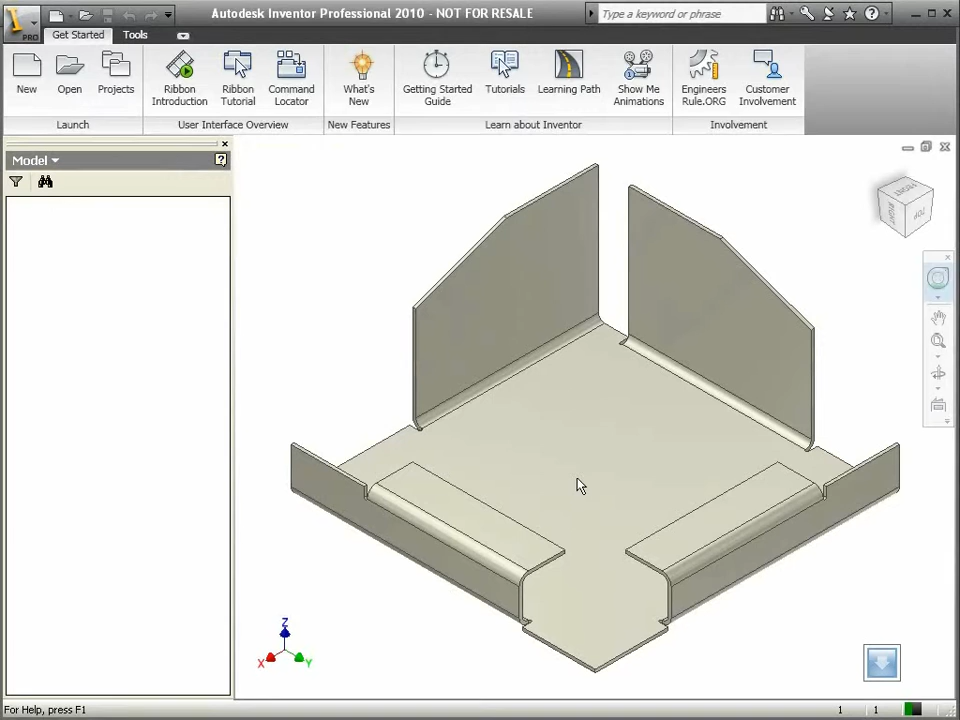 Autodesk Inventor Professional 2010 - NOT FOR RESALE
Type a keyword or phrase
PRO
Get Started
Tools
New
Open
Projects
Ribbon
Introduction
Ribbon
Tutorial
Command
Locator
What's
New
Getting Started
Guide
Tutorials
Learning Path
Show Me
Animations
Engineers
Rule.ORG
Customer
Involvement
Launch
User Interface Overview
New Features
Learn about Inventor
Involvement
Model
FRONT
RIGHT
TOP
Z
X
Y
For Help, press F1
1
1